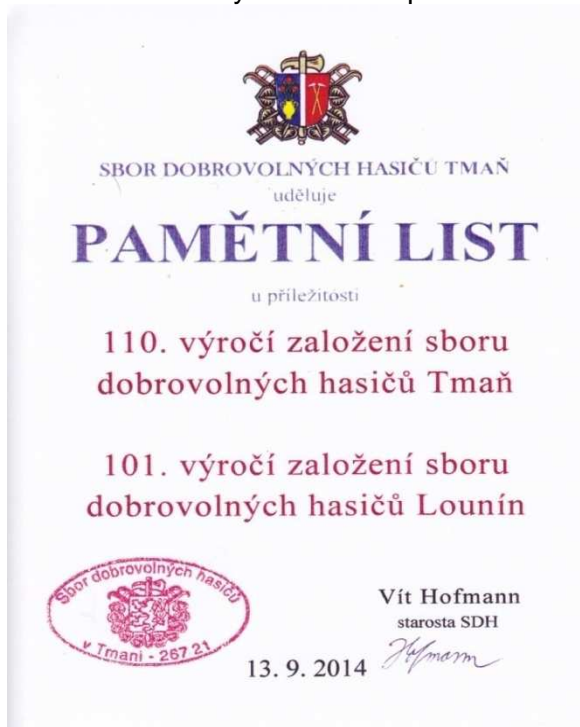 SBOR DOBROVOLNÝCH HASIČŮ TMAŇ
uděluje
PAMĚTNÍ LIST
u příležitosti
110. výročí založení sboru
dobrovolných hasičů Tmaň
101. výročí založení sboru
dobrovolných hasičů Lounín
Sbor dobrovolných hasičů
v Tmani - 267 21
Vít Hofmann
starosta SDH
13. 9. 2014
Hofmann